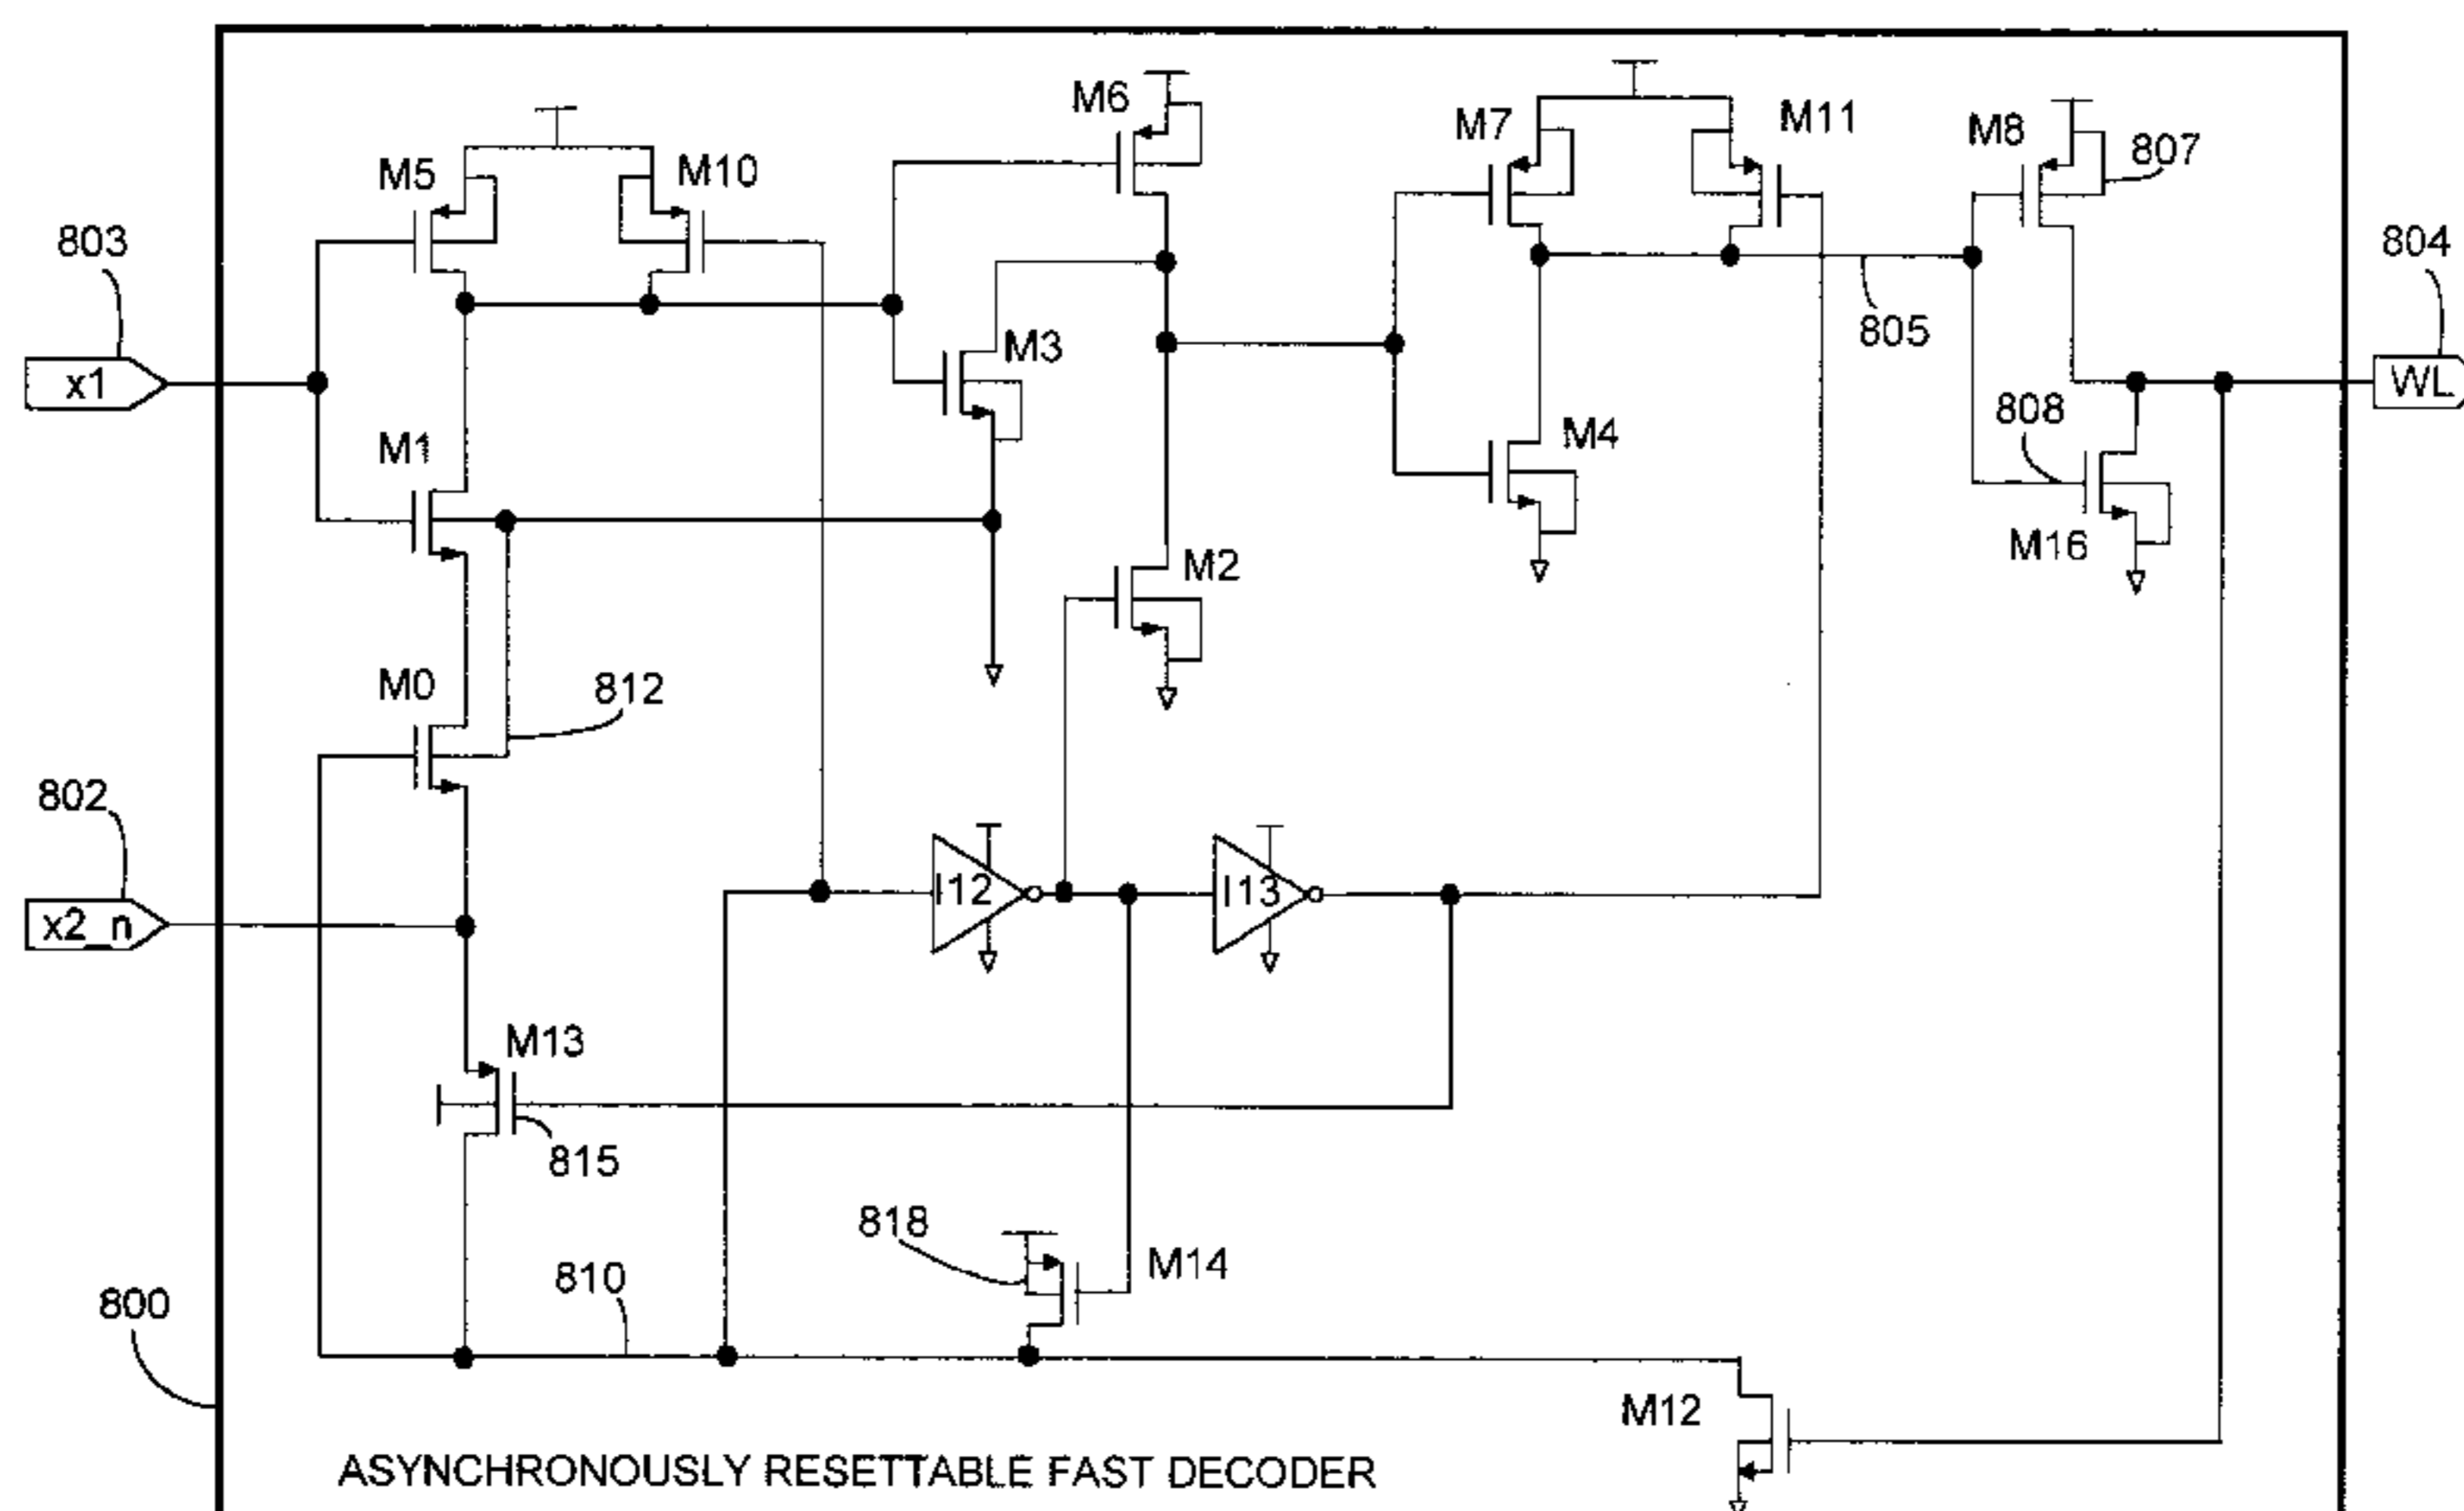 M6
M7
M11
M8
807
M5
M10
803
804
M3
805
x1
WL
M1
M4
808
M16
M2
M0
812
802
I12
I13
x2_n
M13
815
818
M14
810
800
M12
ASYNCHRONOUSLY RESETTABLE FAST DECODER